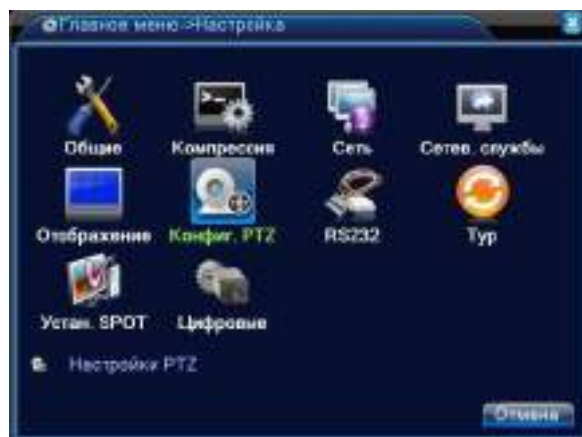 Главное меню->Настройка
Общие Компрессия Сеть Сетев. службы
Отображение Конфиг. PTZ RS232 Тур
Устан. SPOT Цифровые
Настройки PTZ
Отмена